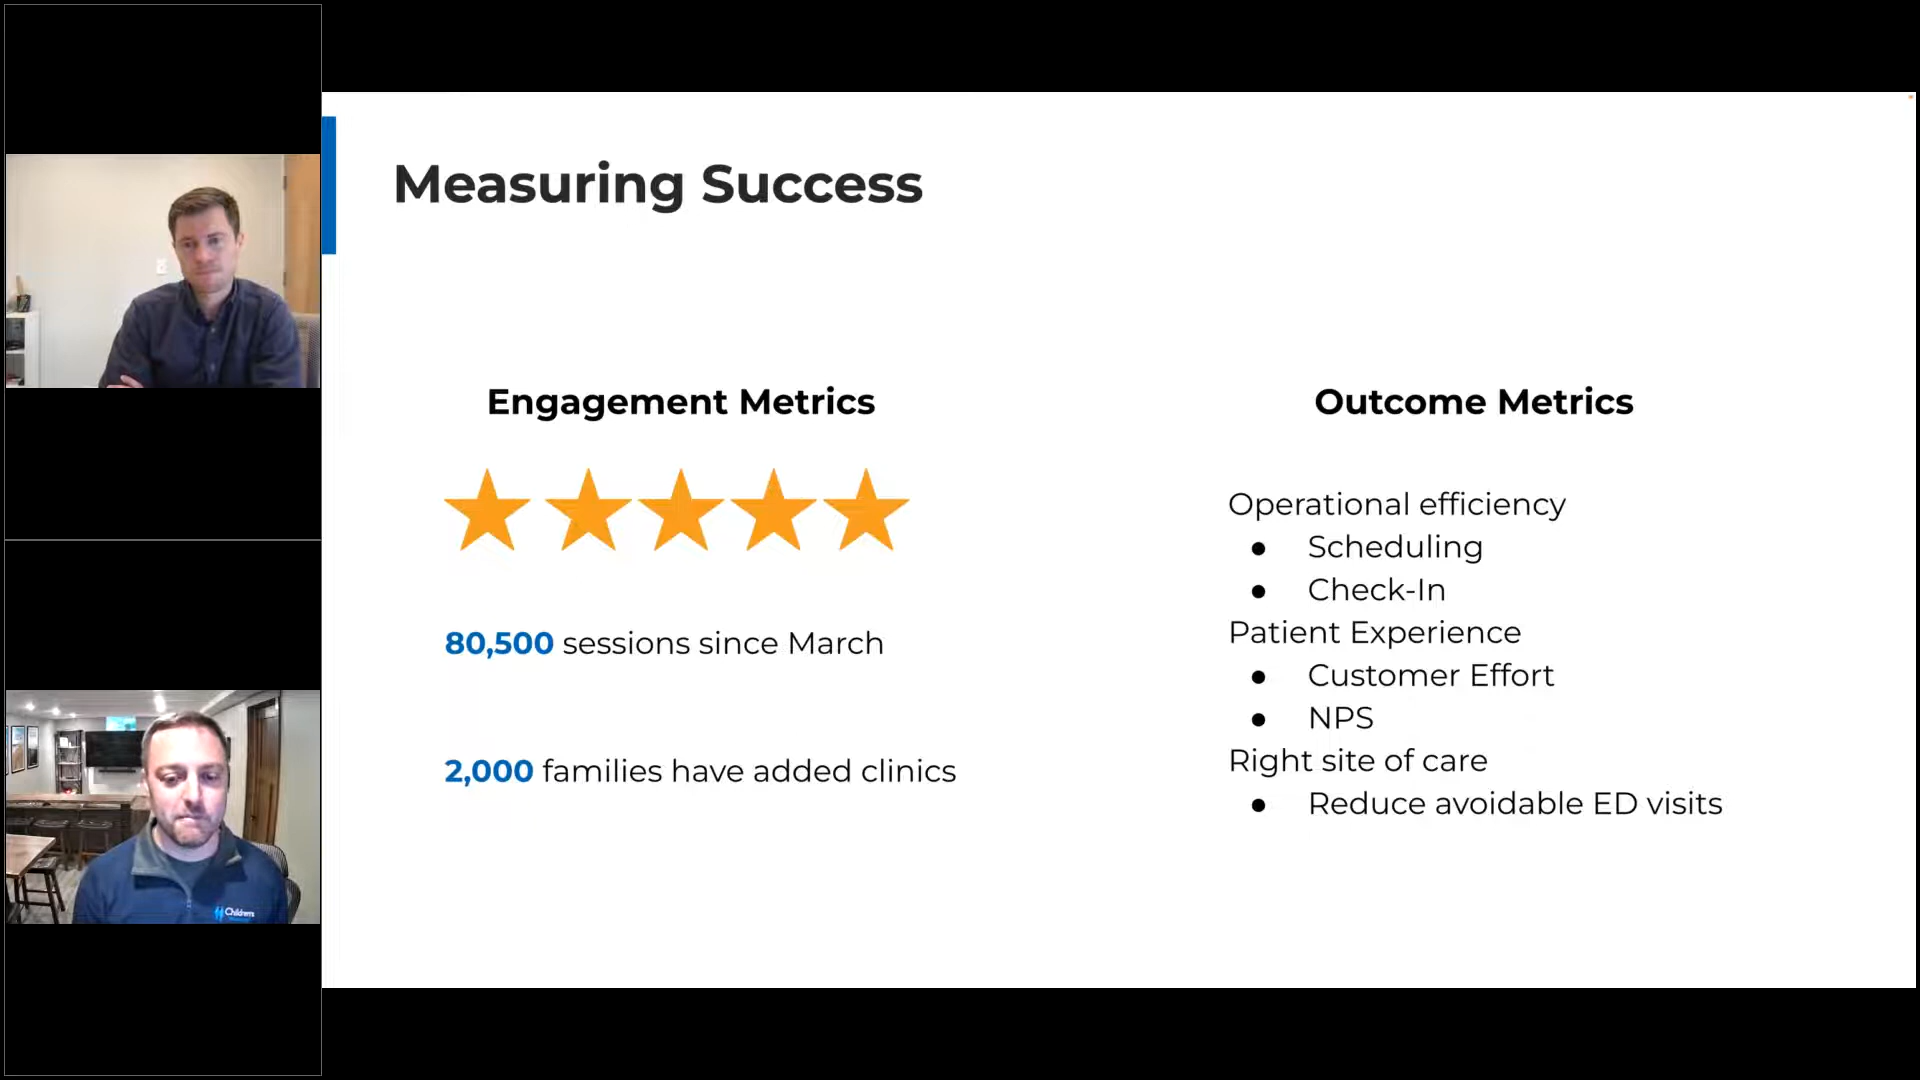 Measuring Success
Engagement Metrics
80,500 sessions since March
2,000 families have added clinics
Outcome Metrics
Operational efficiency
● Scheduling
● Check-In
Patient Experience
● Customer Effort
● NPS
Right site of care
● Reduce avoidable ED visits
Children's